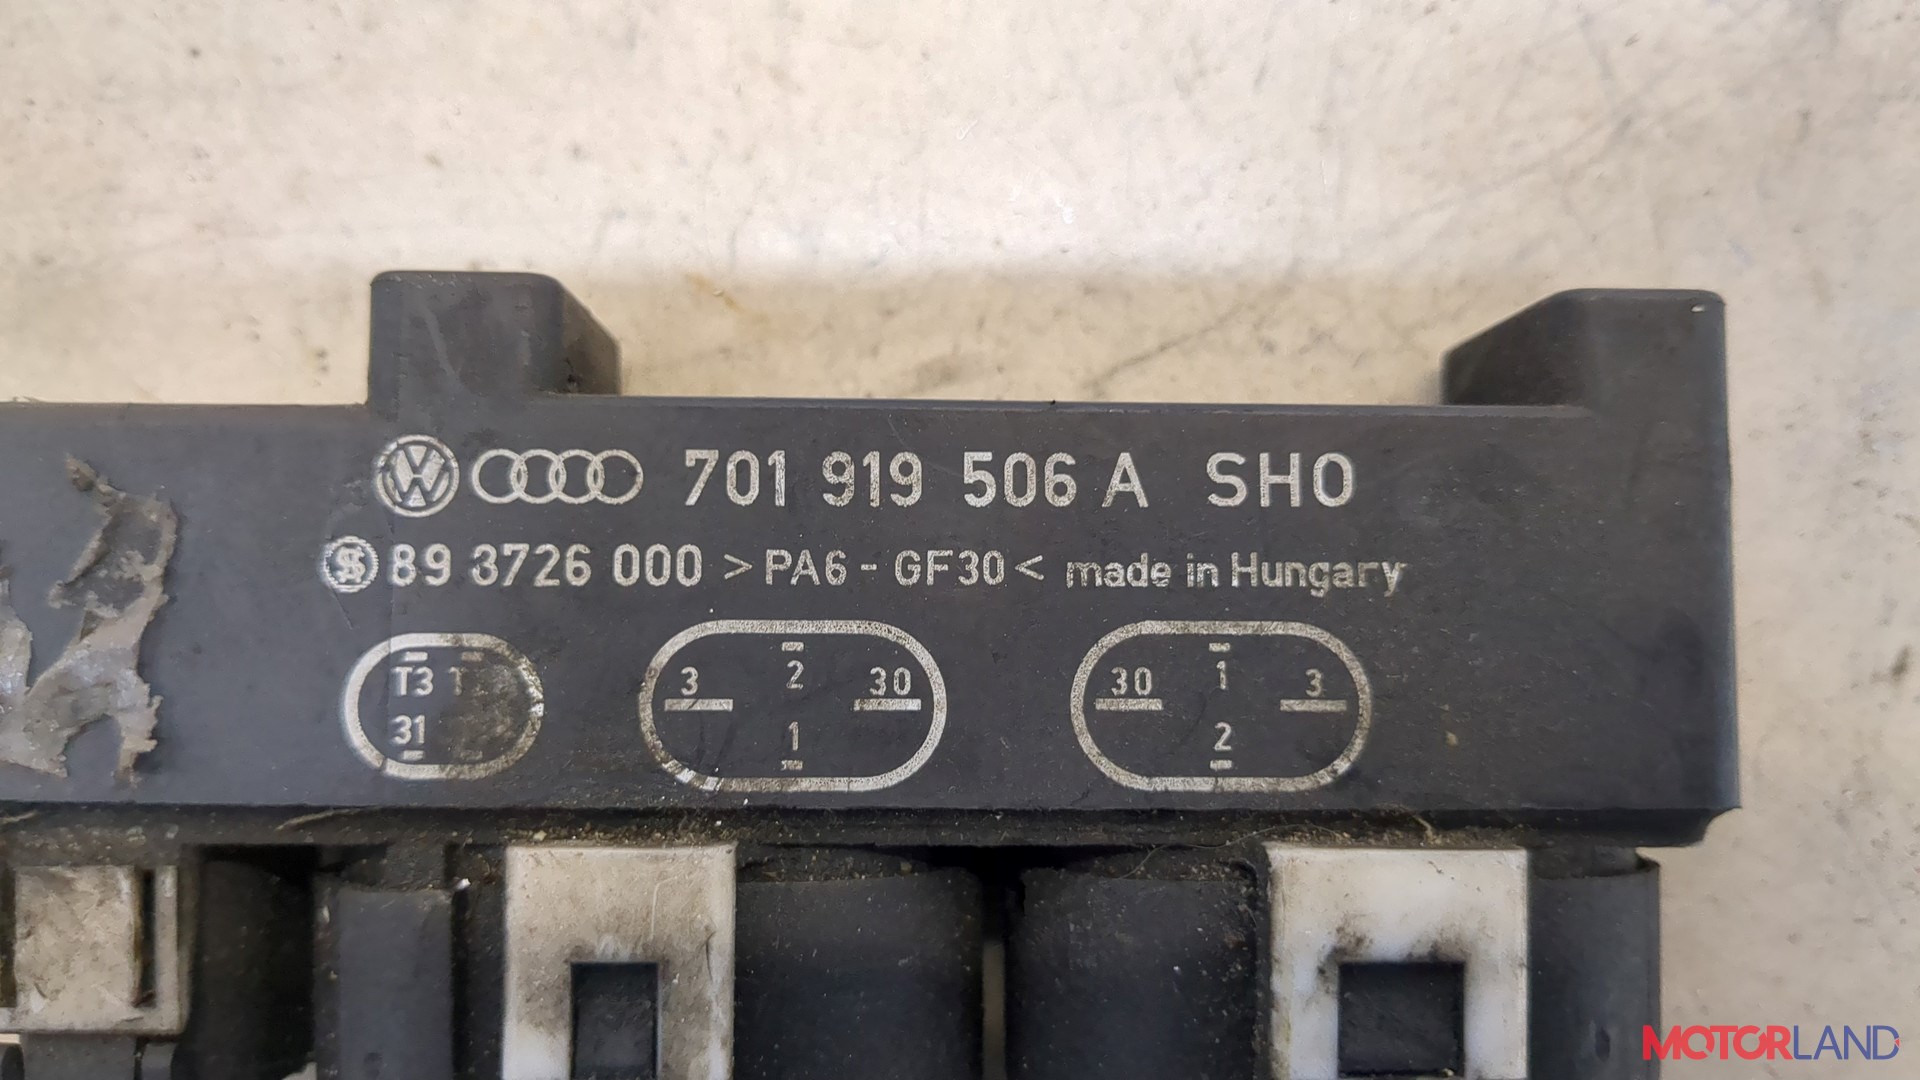 701 919 506 A SHO
89 3726 000 >PA6-GF30< made in Hungary
T3 T
31
3 2 30
1
30 1 3
2
MOTORLAND